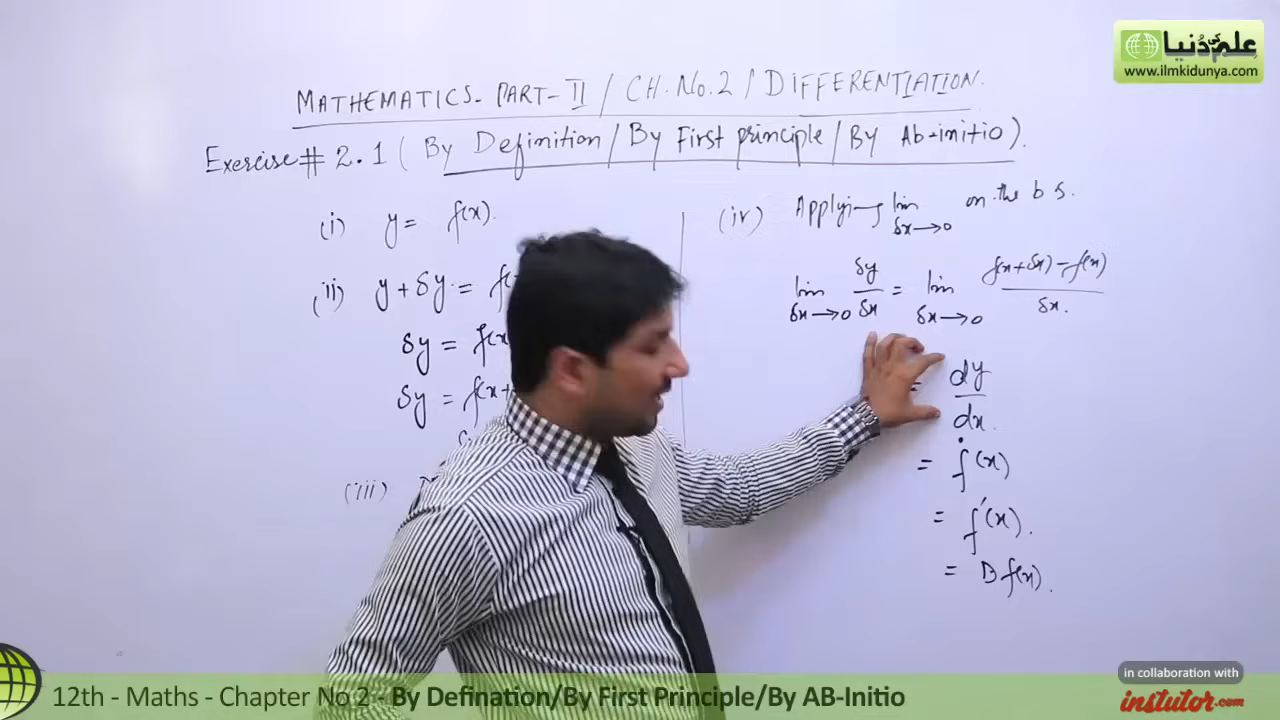 علم کی دُنیا
www.ilmkidunya.com
MATHEMATICS. PART-II / CH.No.2 / DIFFERENTIATION.
Exercise# 2.1 ( By Definition / By First principle / By Ab-initio ).
(i) y = f(x).
(ii) y + δy = f(x
δy = f(x
δy = f(x+
(iii)
(iv) Applying lim δx→0 on the b s.
lim δx→0 δy/δx = lim δx→0 f(x+δx) - f(x)/δx.
= dy/dx.
= ḟ(x)
= f'(x).
= D f(x).
in collaboration with
instutor.com
12th - Maths - Chapter No 2 - By Defination/By First Principle/By AB-Initio